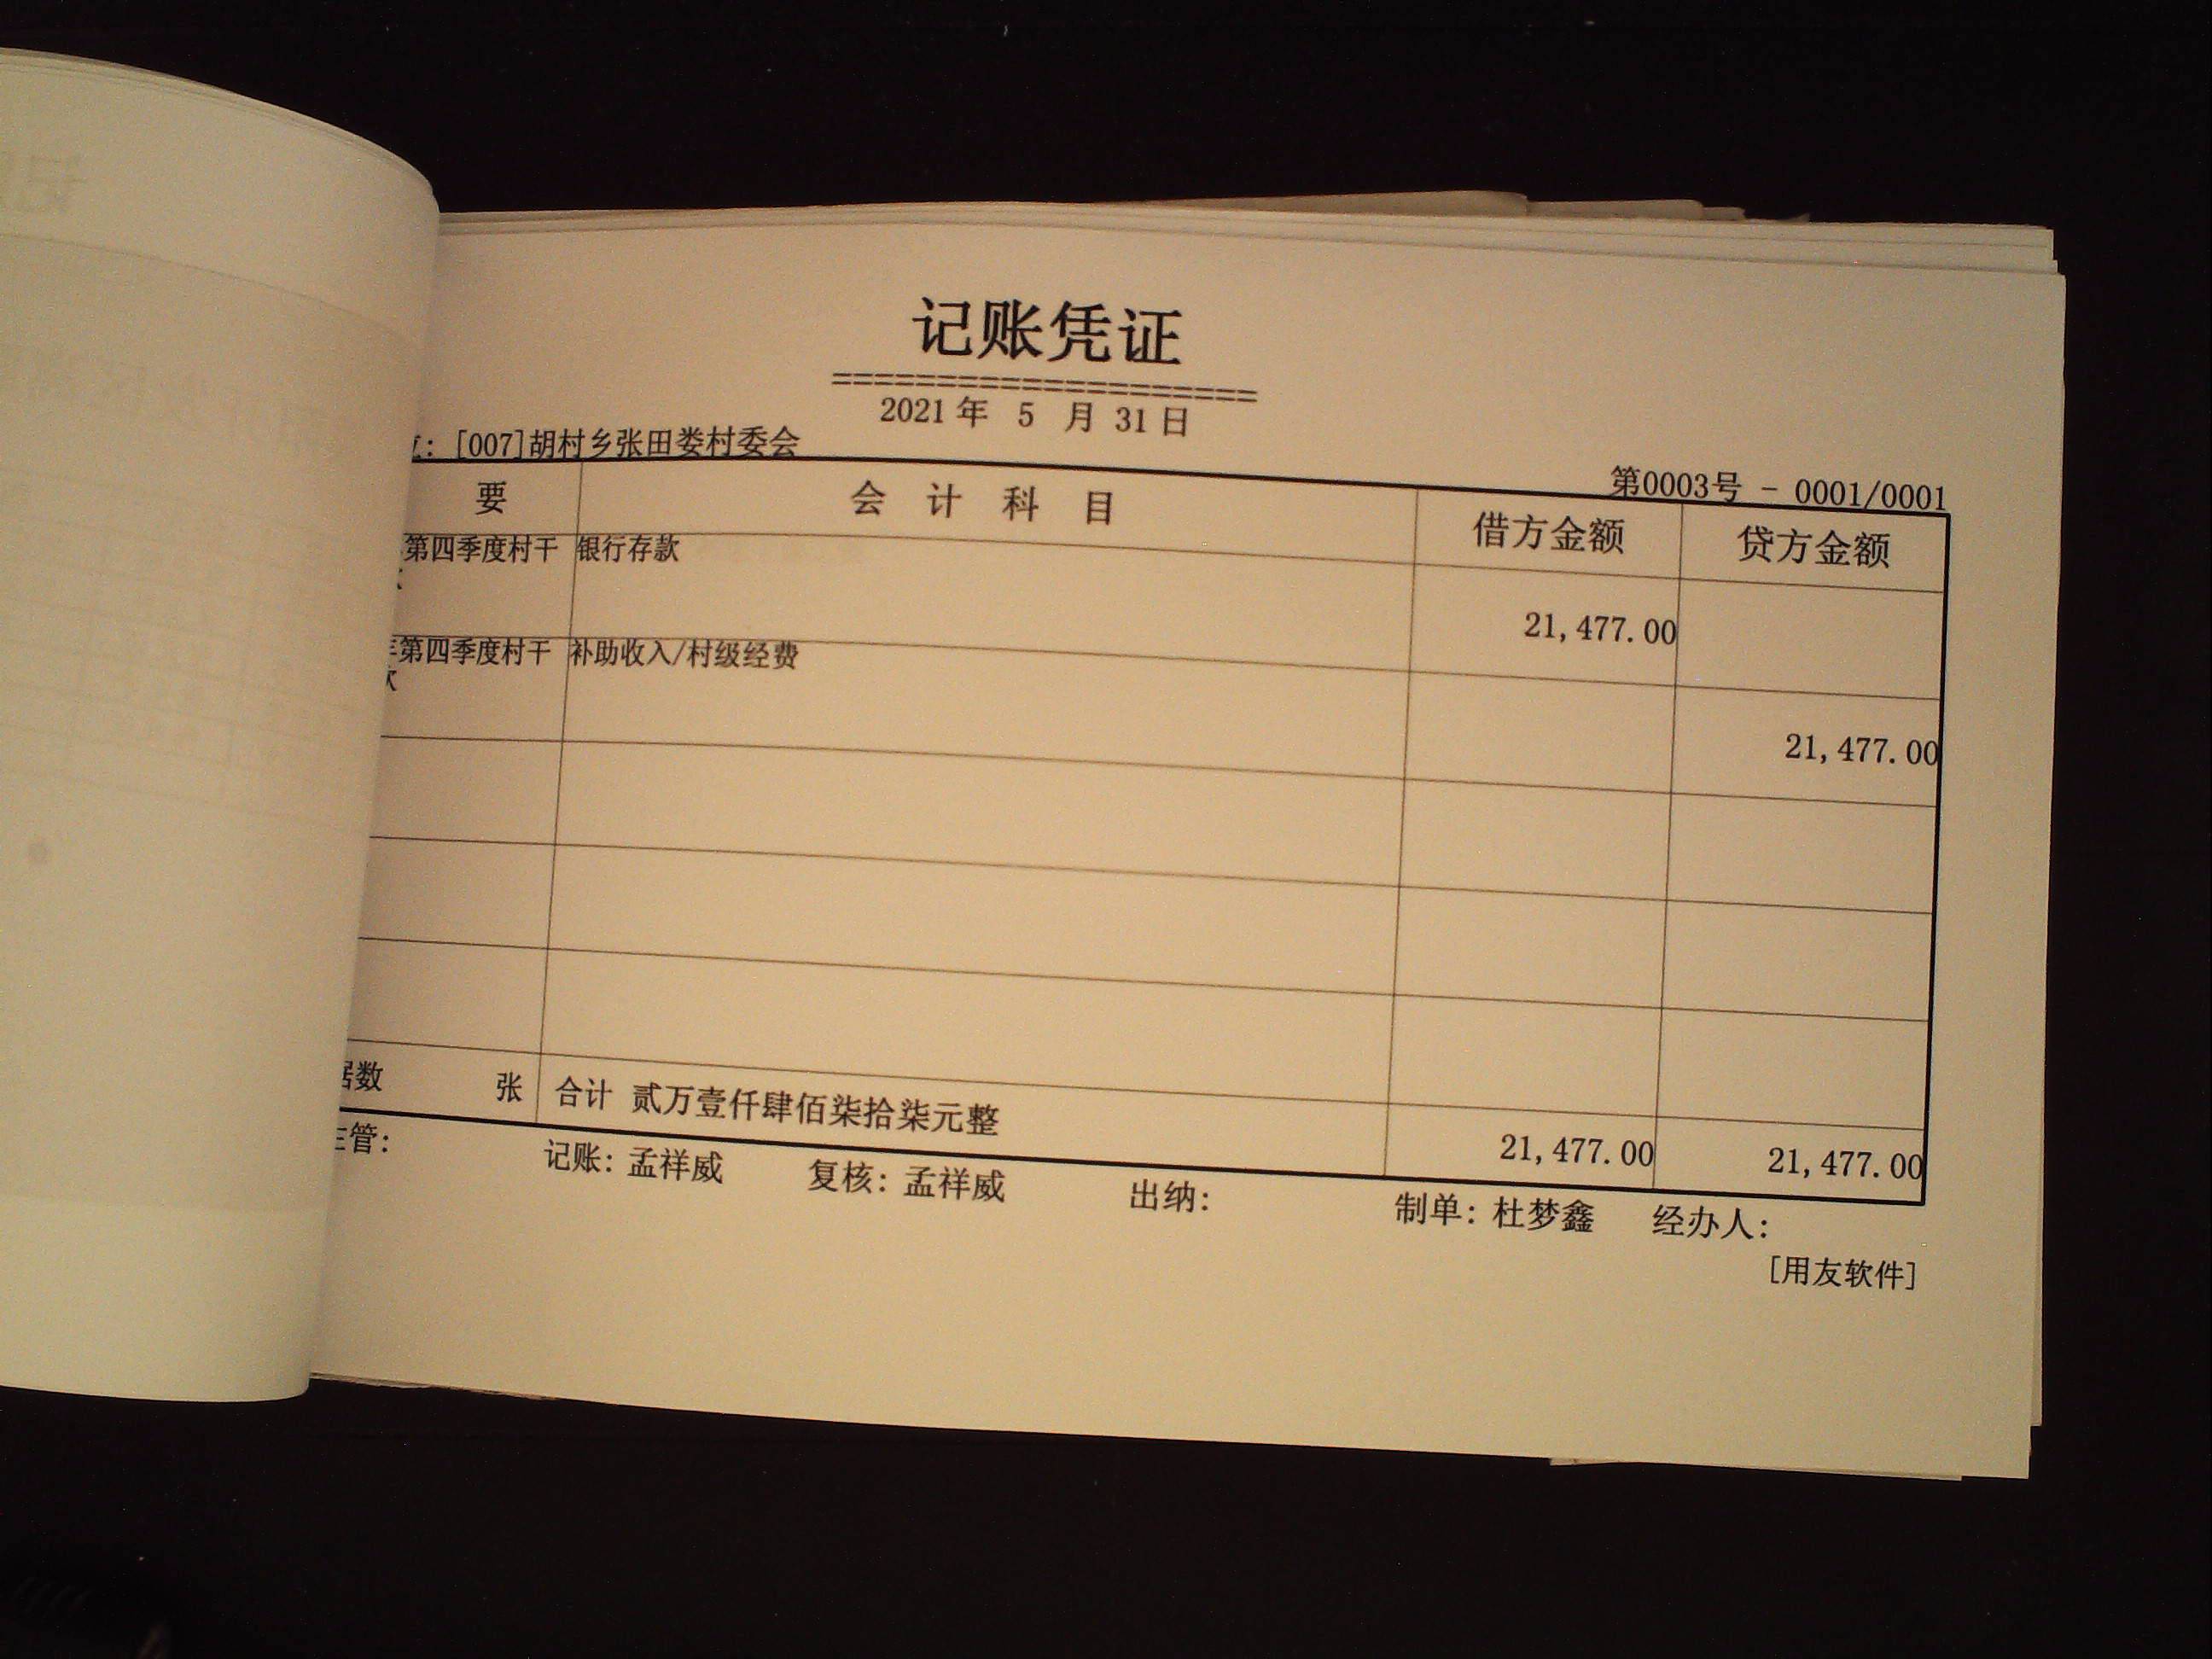 记账凭证
====================
2021 年 5 月 31 日
: [007]胡村乡张田娄村委会
第0003号 - 0001/0001
要 会 计 科 目 借方金额 贷方金额
第四季度村干 银行存款
21,477.00
第四季度村干 补助收入/村级经费
21,477.00
据数 张 合计 贰万壹仟肆佰柒拾柒元整 21,477.00 21,477.00
主管: 记账: 孟祥威 复核: 孟祥威 出纳: 制单: 杜梦鑫 经办人:
[用友软件]